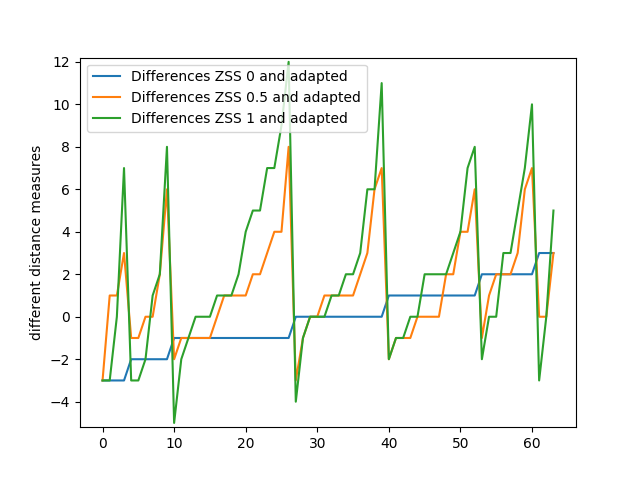 Differences ZSS 0 and adapted
Differences ZSS 0.5 and adapted
Differences ZSS 1 and adapted
different distance measures
12
10
8
6
4
2
0
−2
−4
0 10 20 30 40 50 60